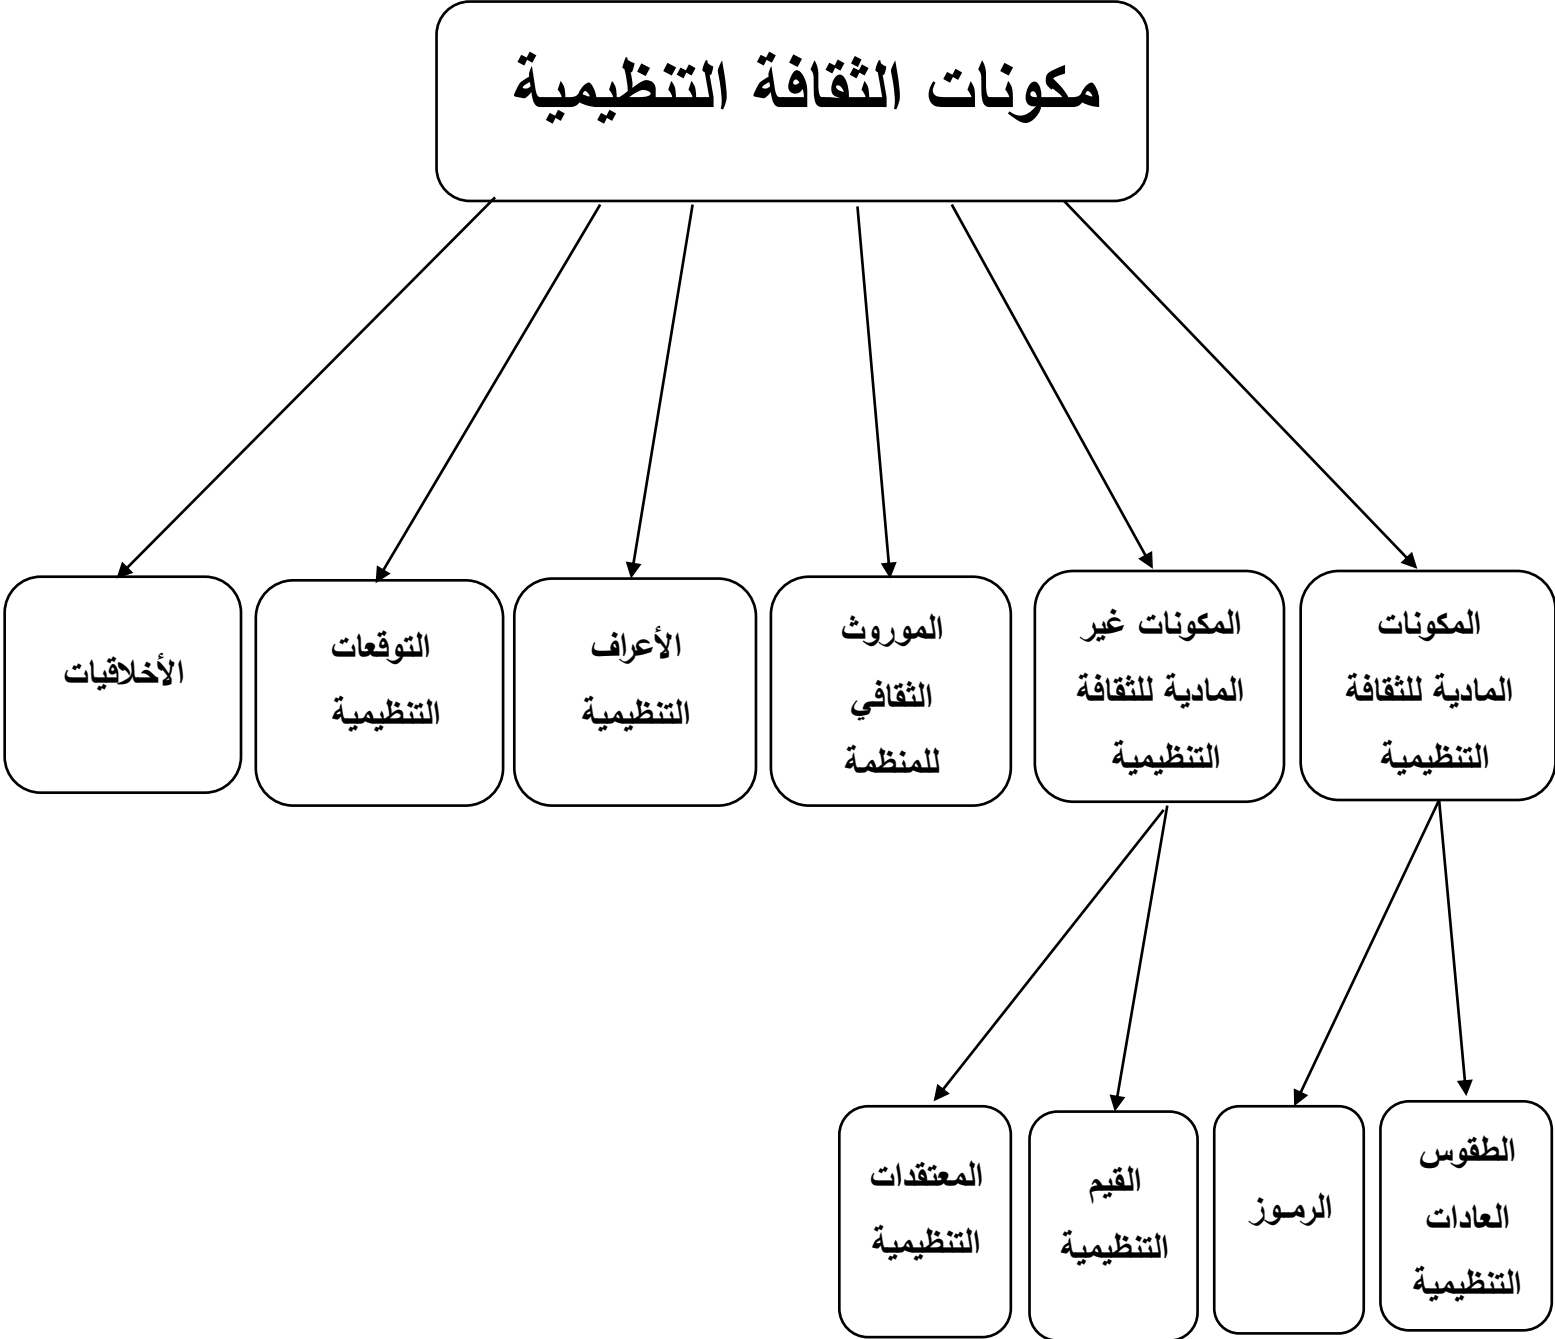 مكونات الثقافة التنظيمية
المكونات
المادية للثقافة
التنظيمية
المكونات غير
المادية للثقافة
التنظيمية
الموروث
الثقافي
للمنظمة
الأعراف
التنظيمية
التوقعات
التنظيمية
الأخلاقيات
الطقوس
العادات
التنظيمية
الرمـوز
القيم
التنظيمية
المعتقدات
التنظيمية